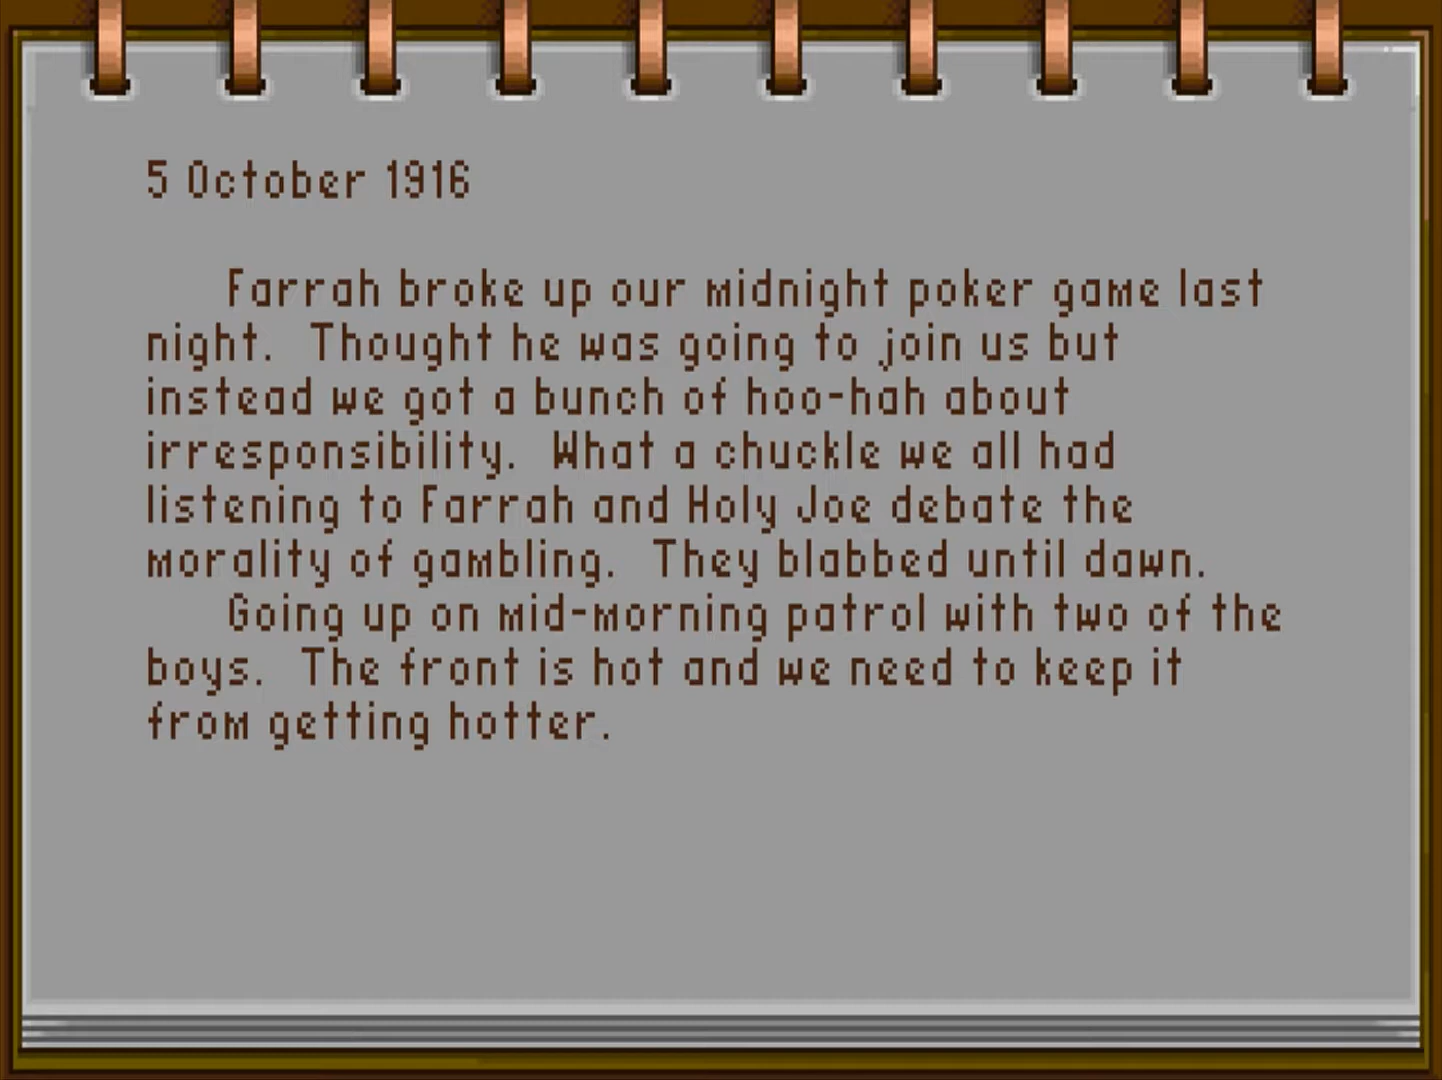 5 October 1916
Farrah broke up our midnight poker game last
night.  Thought he was going to join us but
instead we got a bunch of hoo-hah about
irresponsibility.  What a chuckle we all had
listening to Farrah and Holy Joe debate the
morality of gambling.  They blabbed until dawn.
Going up on mid-morning patrol with two of the
boys.  The front is hot and we need to keep it
from getting hotter.